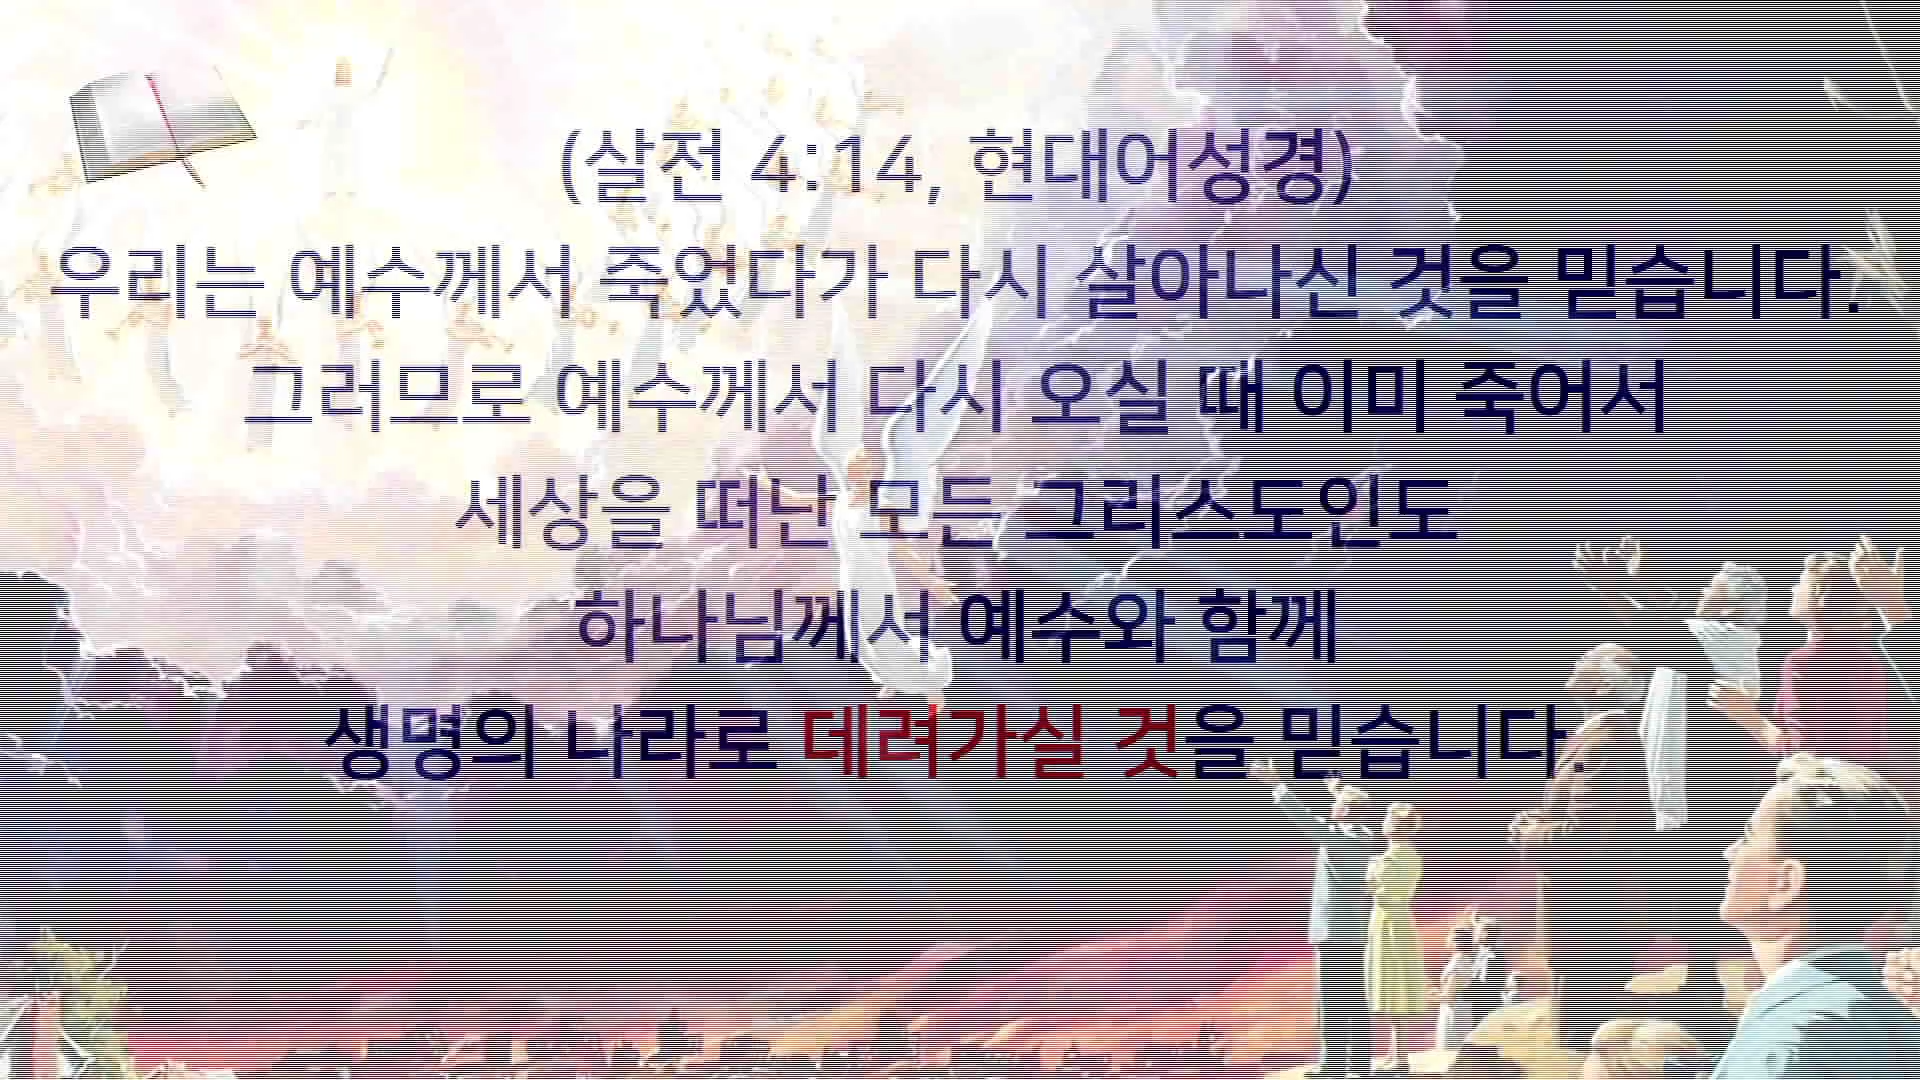 (살전 4:14, 현대어성경)
우리는 예수께서 죽었다가 다시 살아나신 것을 믿습니다.
그러므로 예수께서 다시 오실 때 이미 죽어서
세상을 떠난 모든 그리스도인도
하나님께서 예수와 함께
생명의 나라로 데려가실 것을 믿습니다.